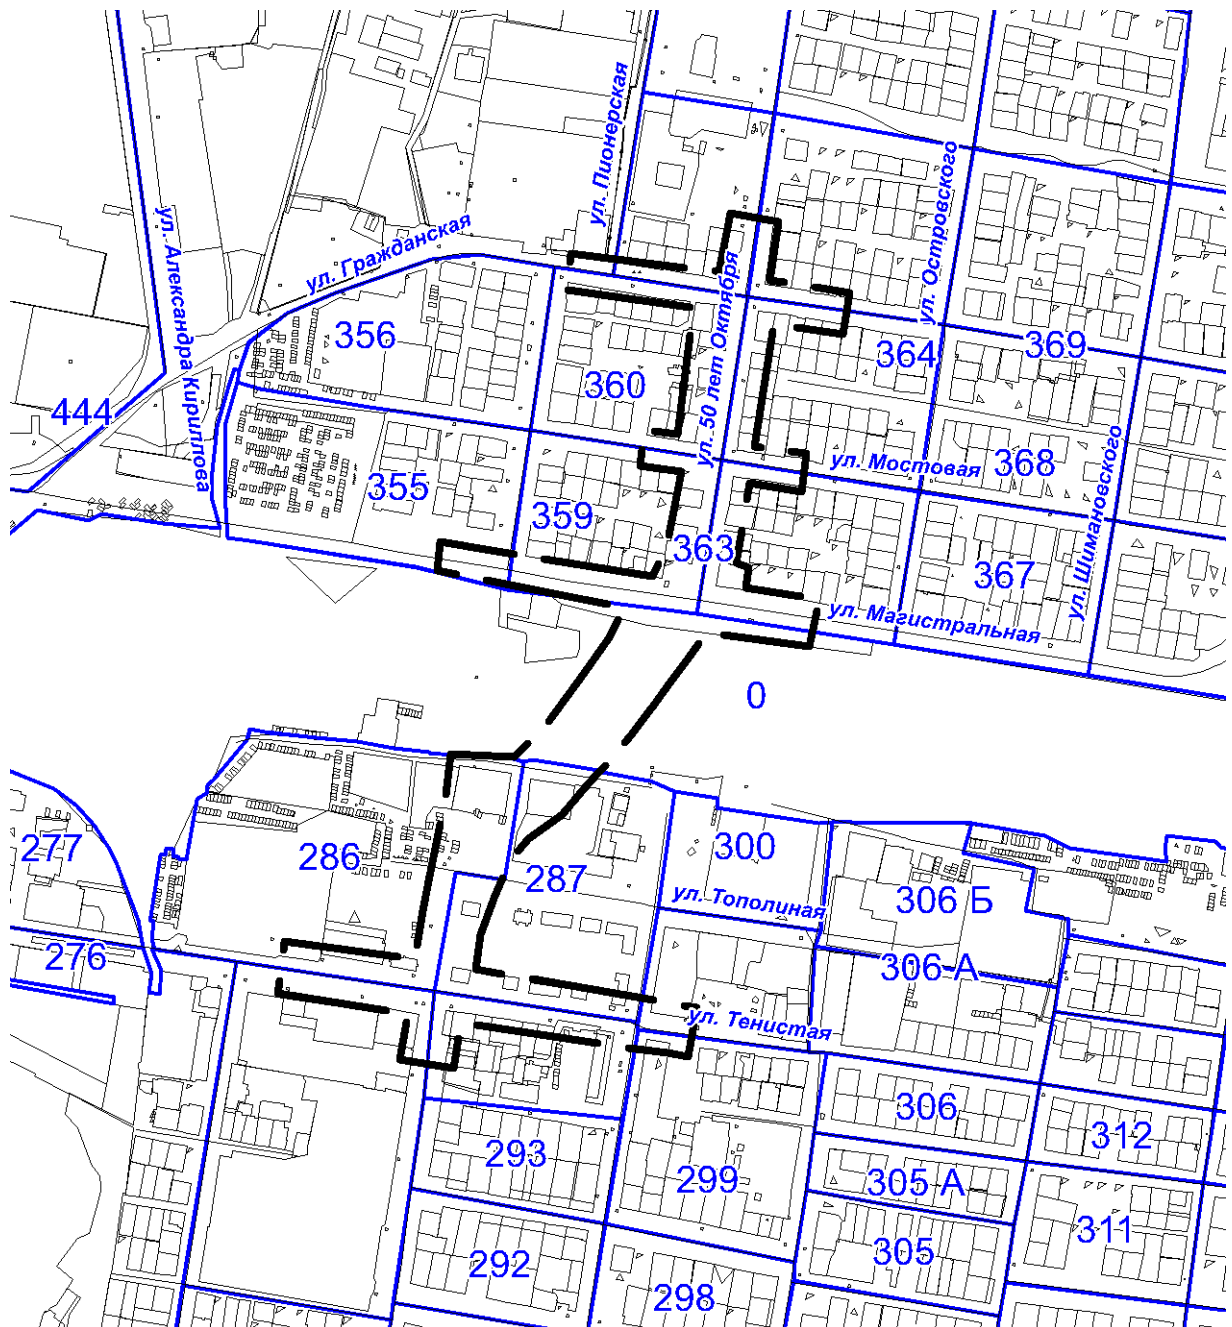 ул. Пионерская
ул. Островского
ул. Александра Кириллова
ул. Гражданская
ул. 50 лет Октября
356
364
369
360
444
ул. Шимановского
ул. Мостовая
368
355
359
363
367
ул. Магистральная
0
277
286
300
287
306 Б
ул. Тополиная
276
306 А
ул. Тенистая
306
312
293
299
305 А
311
305
292
298